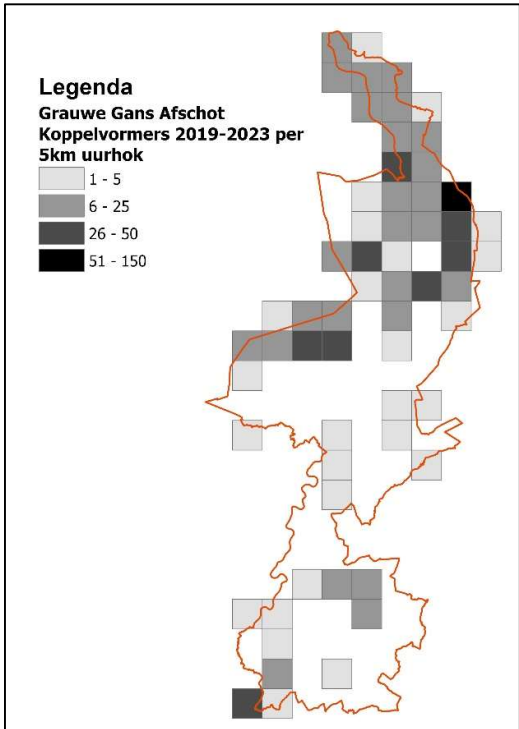 Legenda
Grauwe Gans Afschot
Koppelvormers 2019-2023 per
5km uurhok
1 - 5
6 - 25
26 - 50
51 - 150